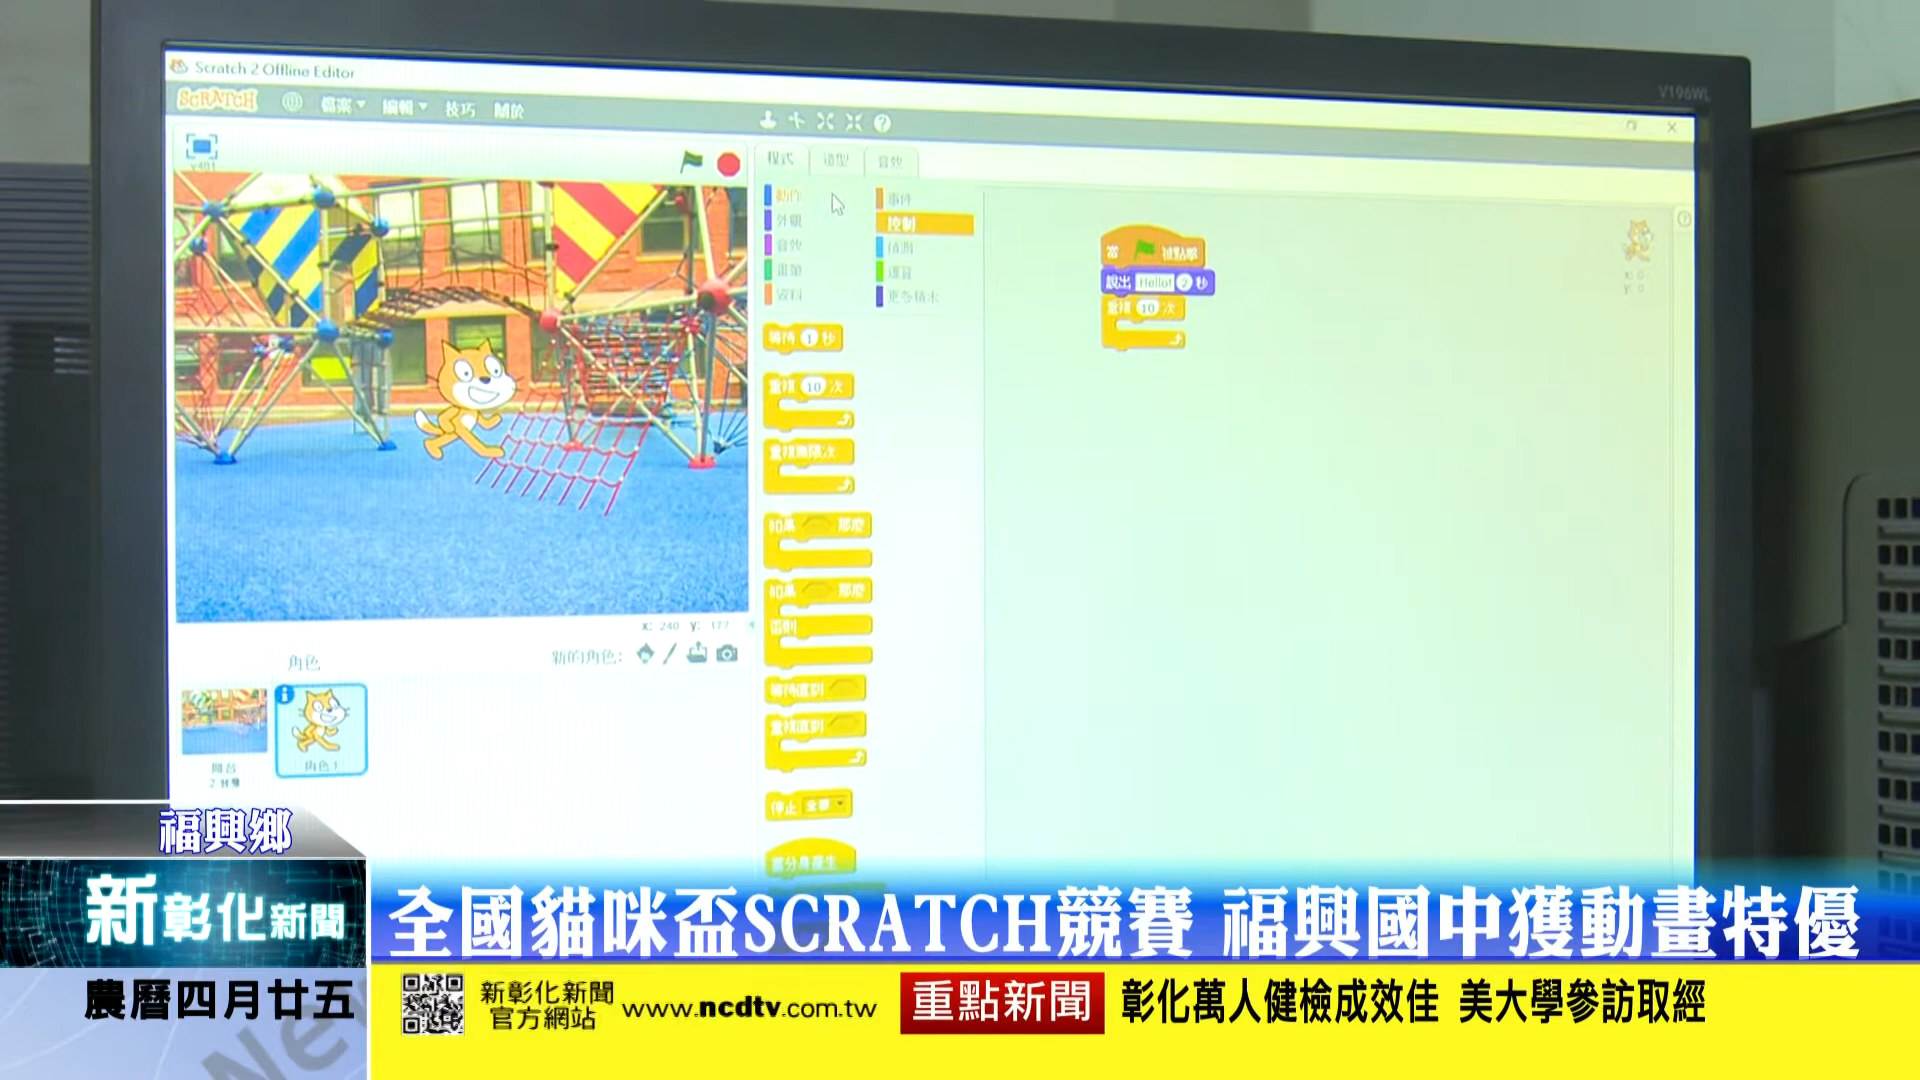 Scratch 2 Offline Editor
V196WL
SCRATCH
檔案 編輯 技巧 關於
v461
程式 造型 音效
動作 事件
外觀 控制
音效 偵測
畫筆 運算
資料 更多積木
當 被點擊
說出 Hello! 2 秒
重複 10 次
等待 1 秒
重複 10 次
重複無限次
如果 那麼
如果 那麼
否則
等待直到
重複直到
停止 全部
當分身產生
x: 240 y: 177
角色 新的角色:
舞台
角色1
x: 0
y: 0
福興鄉
新彰化新聞
全國貓咪盃SCRATCH競賽 福興國中獲動畫特優
農曆四月廿五
新彰化新聞
官方網站
www.ncdtv.com.tw
重點新聞
彰化萬人健檢成效佳 美大學參訪取經